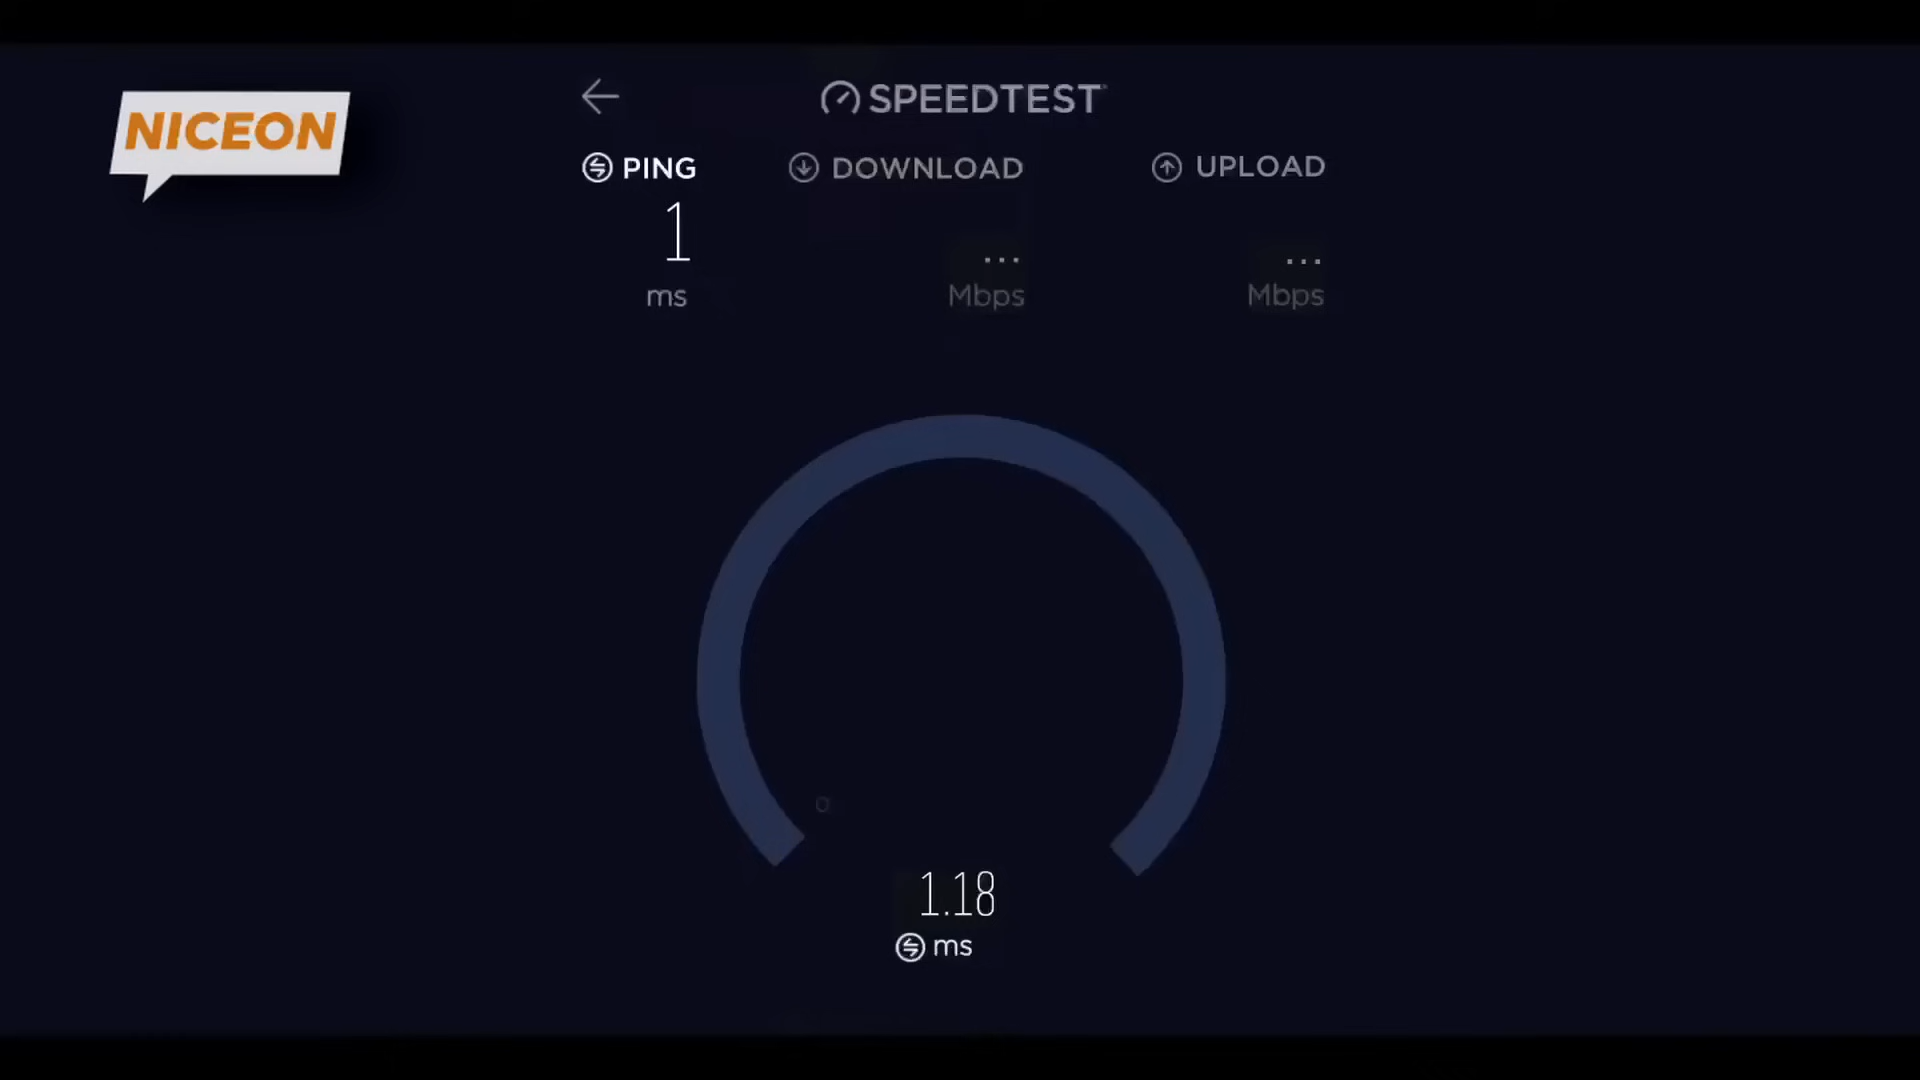 NICEON
SPEEDTEST
PING
DOWNLOAD
UPLOAD
1
...
...
ms
Mbps
Mbps
0
1.18
ms